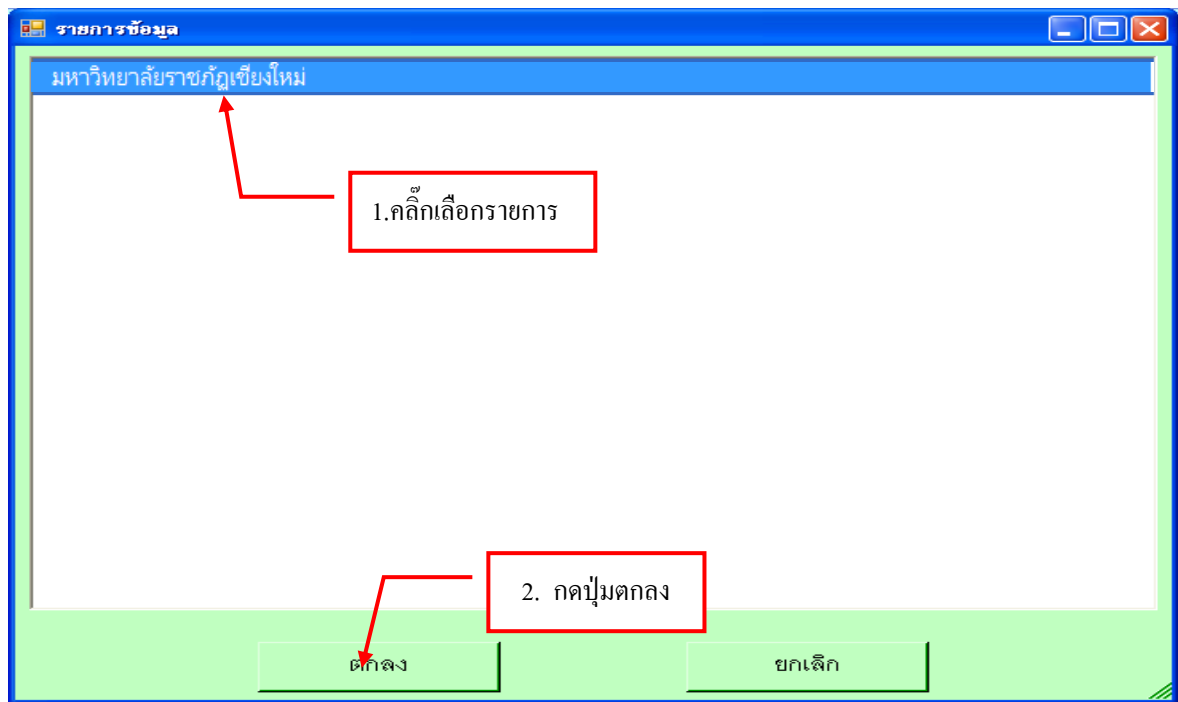 รายการข้อมูล
มหาวิทยาลัยราชภัฏเชียงใหม่
1.คลิ๊กเลือกรายการ
2. กดปุ่มตกลง
ตกลง
ยกเลิก